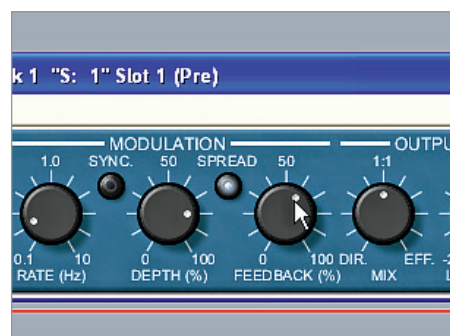 k 1 "S: 1" Slot 1 (Pre)
MODULATION OUTPU
1.0 SYNC. 50 SPREAD 50 1:1
0.1 10 0 100 0 100 DIR. EFF. -2
RATE (Hz) DEPTH (%) FEEDBACK (%) MIX L